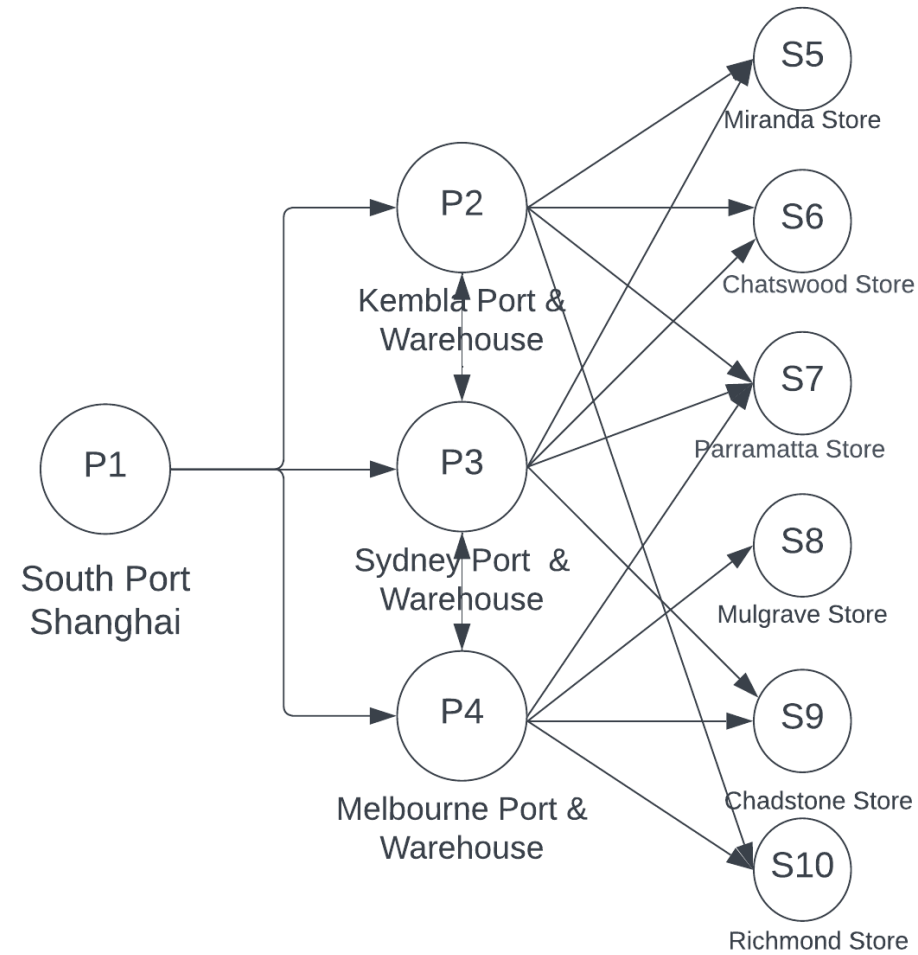 S5
Miranda Store
P2
S6
Kembla Port &
Warehouse
Chatswood Store
S7
Parramatta Store
P1
P3
South Port
Shanghai
Sydney Port &
Warehouse
S8
Mulgrave Store
P4
S9
Melbourne Port &
Warehouse
Chadstone Store
S10
Richmond Store